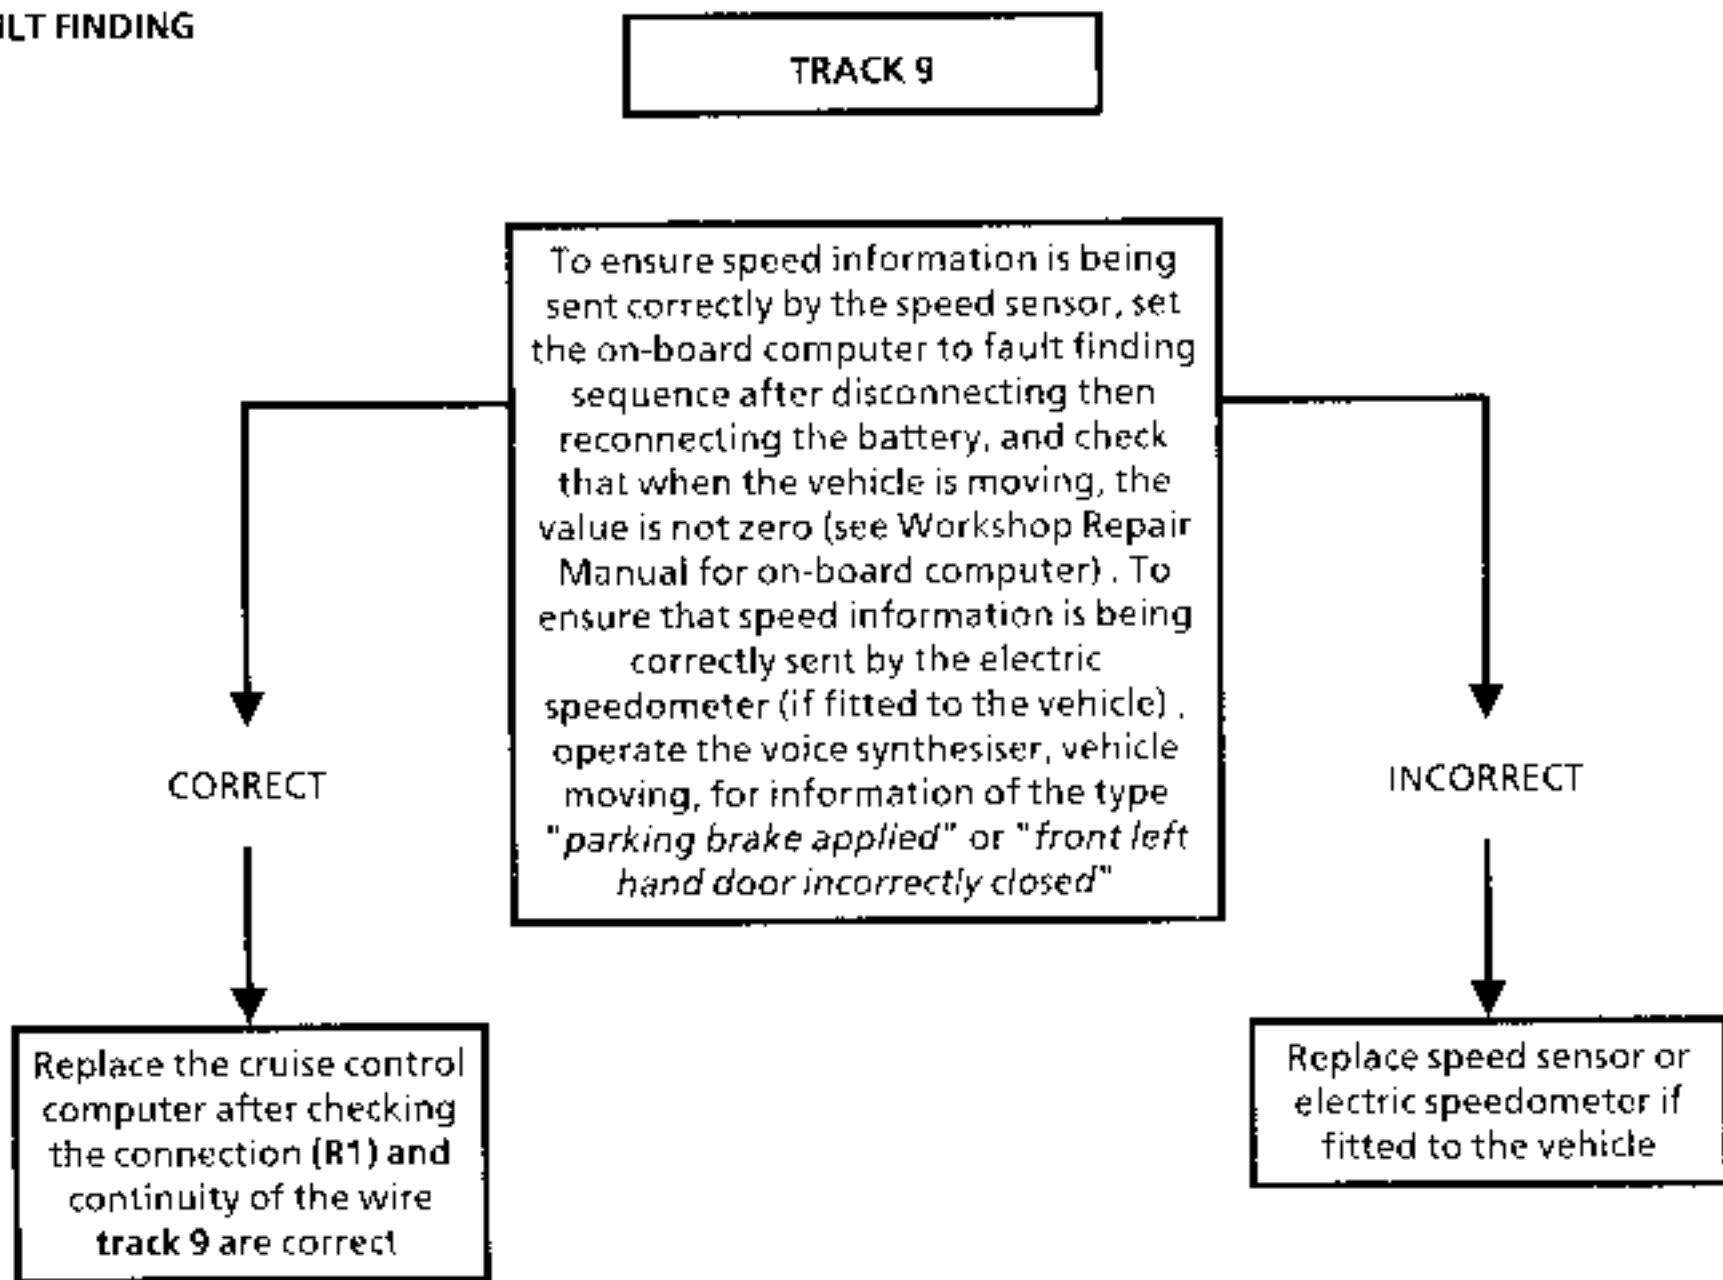 ILT FINDING
TRACK 9
To ensure speed information is being
sent correctly by the speed sensor, set
the on-board computer to fault finding
sequence after disconnecting then
reconnecting the battery, and check
that when the vehicle is moving, the
value is not zero (see Workshop Repair
Manual for on-board computer) . To
ensure that speed information is being
correctly sent by the electric
speedometer (if fitted to the vehicle) ,
operate the voice synthesiser, vehicle
moving, for information of the type
"parking brake applied" or "front left
hand door incorrectly closed"
CORRECT
INCORRECT
Replace the cruise control
computer after checking
the connection (R1) and
continuity of the wire
track 9 are correct
Replace speed sensor or
electric speedometer if
fitted to the vehicle